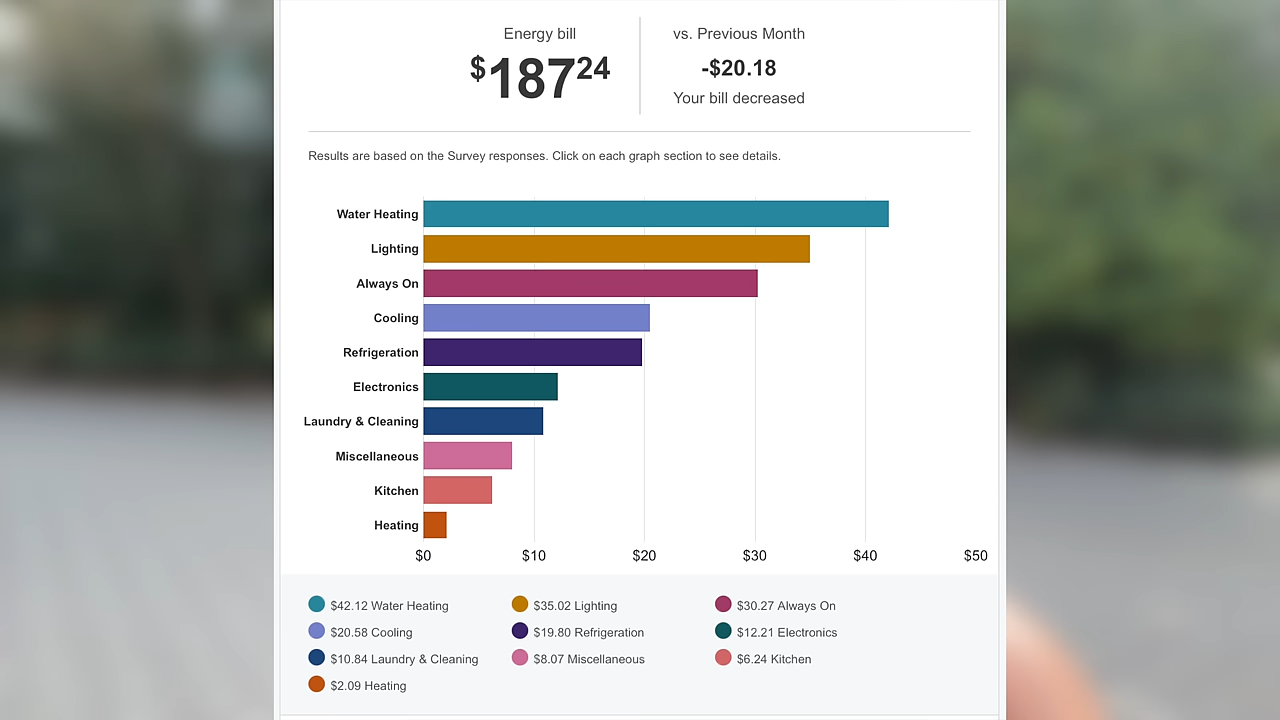 Energy bill
$187.24
vs. Previous Month
-$20.18
Your bill decreased
Results are based on the Survey responses. Click on each graph section to see details.
Water Heating
Lighting
Always On
Cooling
Refrigeration
Electronics
Laundry & Cleaning
Miscellaneous
Kitchen
Heating
$0 $10 $20 $30 $40 $50
$42.12 Water Heating $35.02 Lighting $30.27 Always On
$20.58 Cooling $19.80 Refrigeration $12.21 Electronics
$10.84 Laundry & Cleaning $8.07 Miscellaneous $6.24 Kitchen
$2.09 Heating